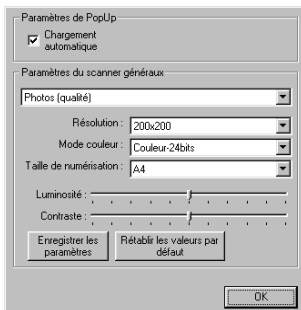 Paramètres de PopUp
Chargement
automatique
Paramètres du scanner généraux
Photos (qualité)
Résolution : 200x200
Mode couleur : Couleur-24bits
Taille de numérisation : A4
Luminosité :
Contraste :
Enregistrer les
paramètres
Rétablir les valeurs par
défaut
OK